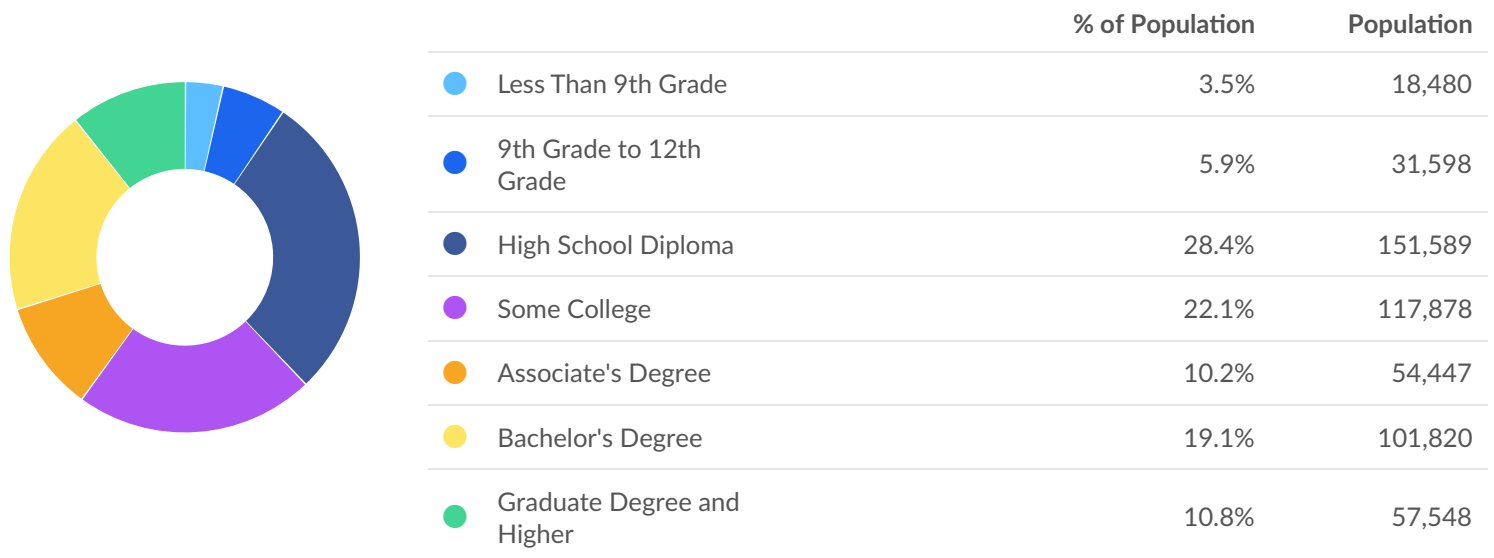 % of Population Population
Less Than 9th Grade 3.5% 18,480
9th Grade to 12th
Grade 5.9% 31,598
High School Diploma 28.4% 151,589
Some College 22.1% 117,878
Associate's Degree 10.2% 54,447
Bachelor's Degree 19.1% 101,820
Graduate Degree and
Higher 10.8% 57,548